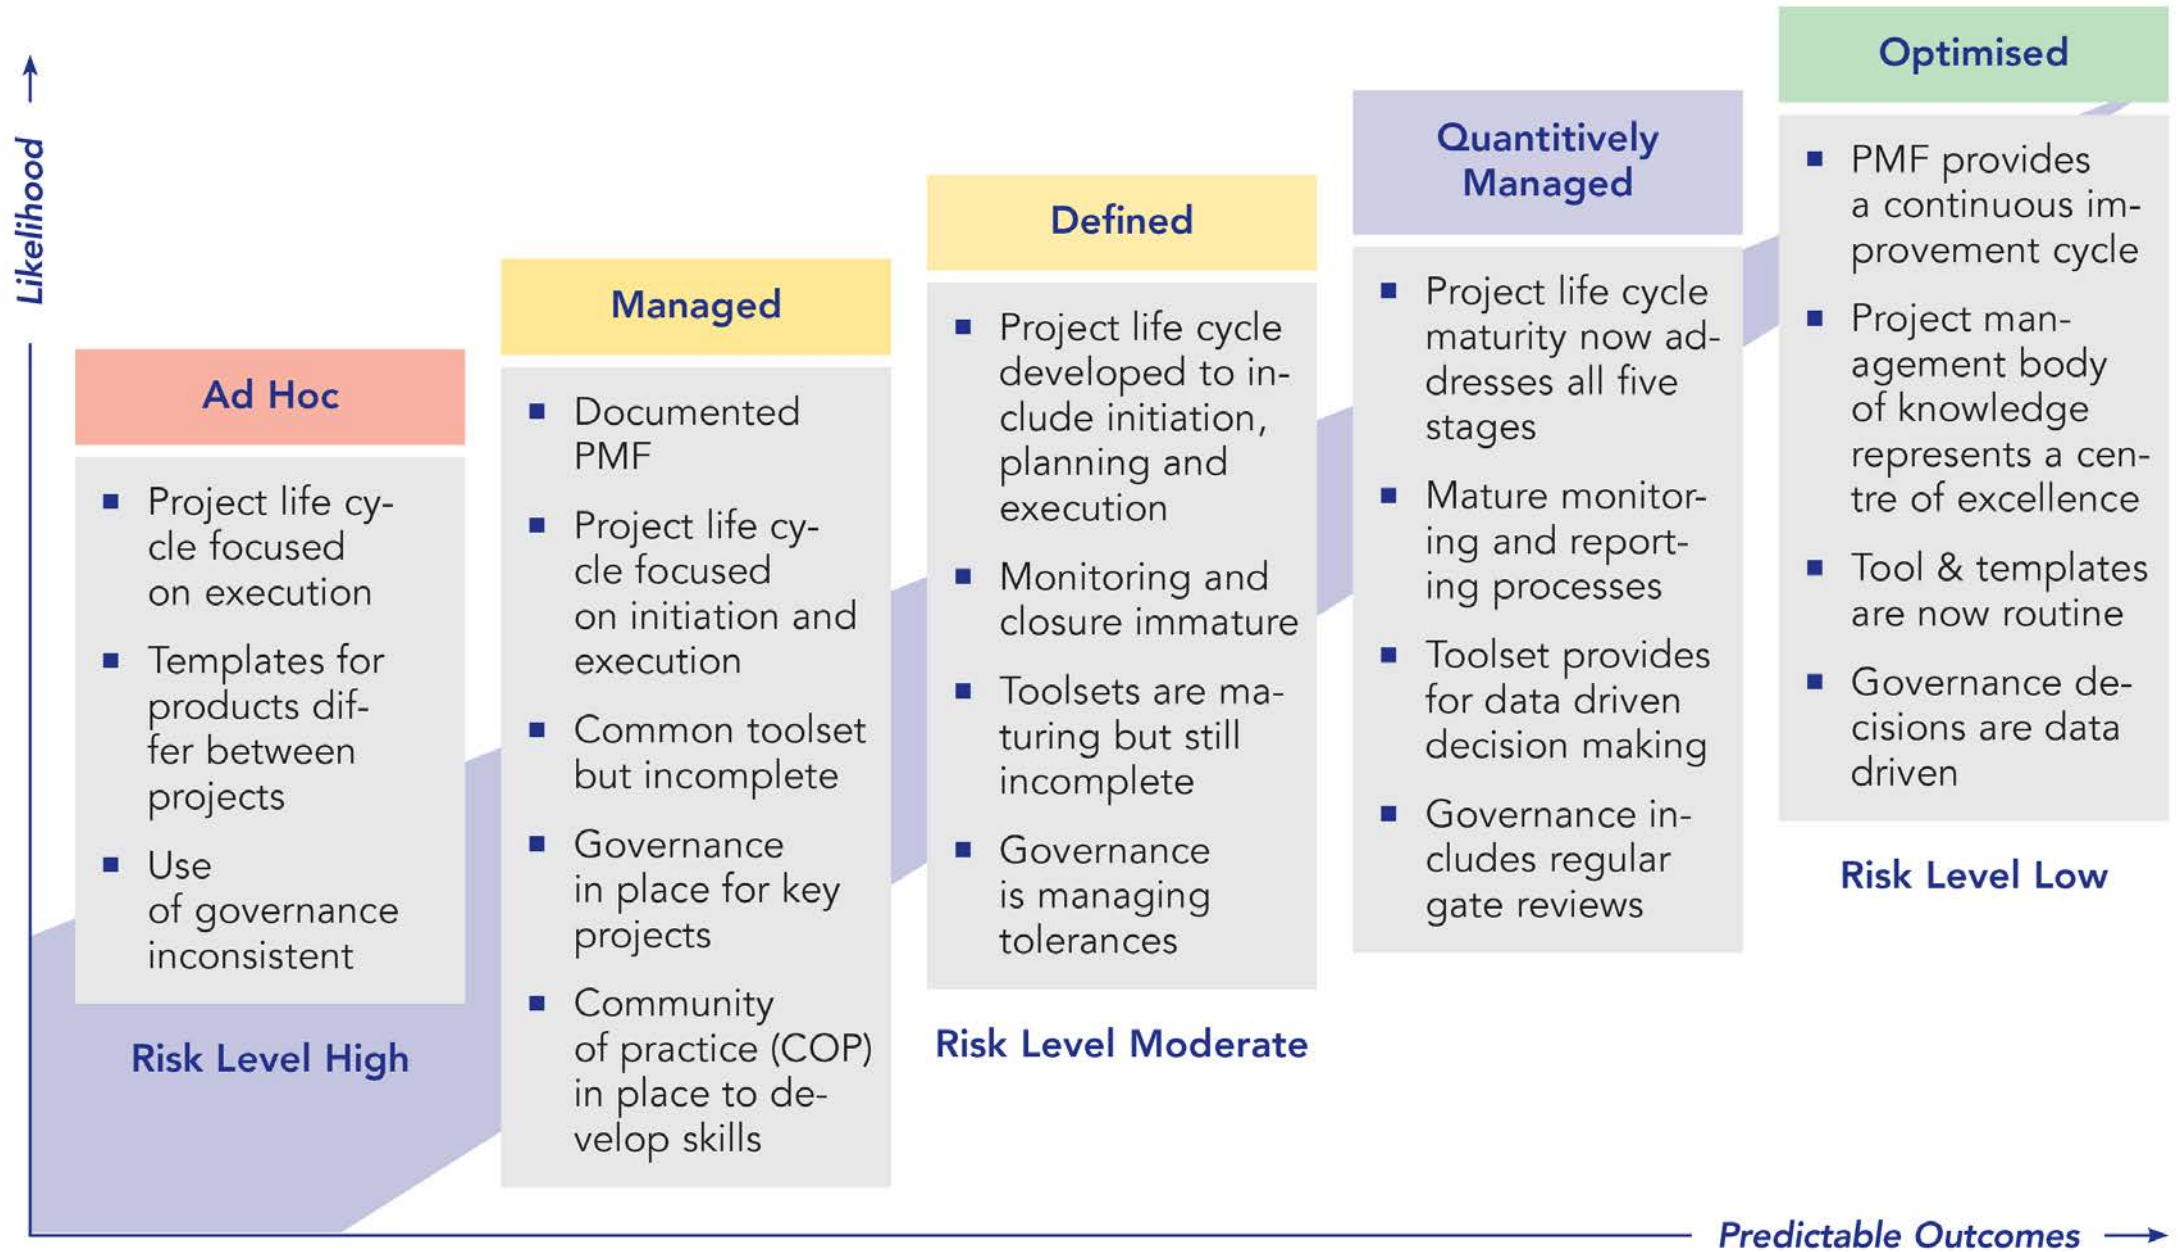 Likelihood
Ad Hoc
Project life cy-
cle focused
on execution
Templates for
products dif-
fer between
projects
Use
of governance
inconsistent
Risk Level High
Managed
Documented
PMF
Project life cy-
cle focused
on initiation and
execution
Common toolset
but incomplete
Governance
in place for key
projects
Community
of practice (COP)
in place to de-
velop skills
Defined
Project life cycle
developed to in-
clude initiation,
planning and
execution
Monitoring and
closure immature
Toolsets are ma-
turing but still
incomplete
Governance
is managing
tolerances
Risk Level Moderate
Quantitively
Managed
Project life cycle
maturity now ad-
dresses all five
stages
Mature monitor-
ing and report-
ing processes
Toolset provides
for data driven
decision making
Governance in-
cludes regular
gate reviews
Optimised
PMF provides
a continuous im-
provement cycle
Project man-
agement body
of knowledge
represents a cen-
tre of excellence
Tool & templates
are now routine
Governance de-
cisions are data
driven
Risk Level Low
Predictable Outcomes